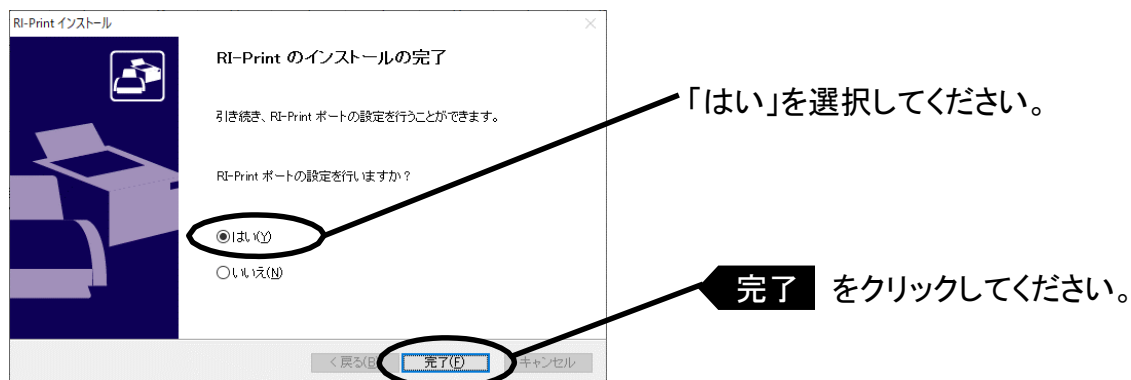 RI-Print インストール
RI-Print のインストールの完了
引き続き、RI-Print ポートの設定を行うことができます。
RI-Print ポートの設定を行いますか？
はい(Y)
いいえ(N)
< 戻る(B
完了(F)
キャンセル
「はい」を選択してください。
完了 をクリックしてください。